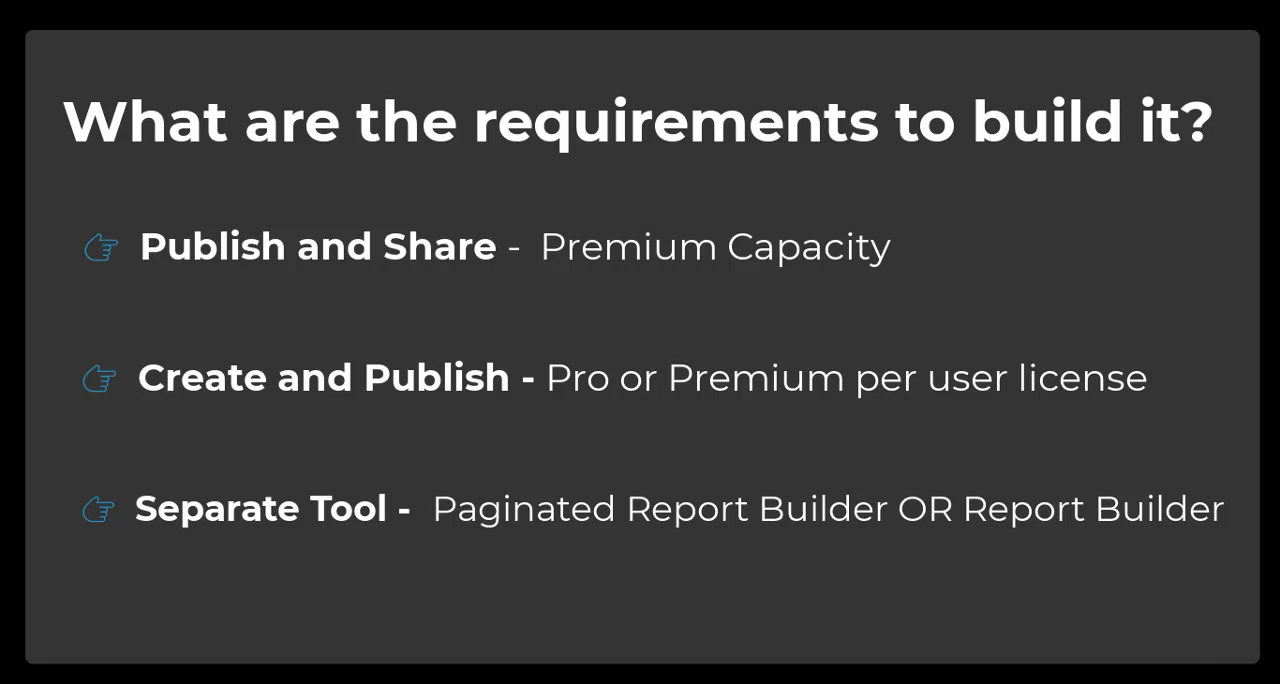 What are the requirements to build it?
Publish and Share - Premium Capacity
Create and Publish - Pro or Premium per user license
Separate Tool - Paginated Report Builder OR Report Builder